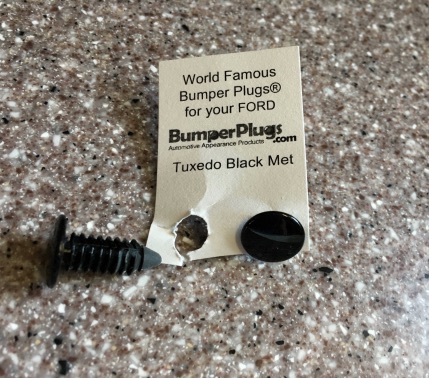 World Famous
Bumper Plugs®
for your FORD
BumperPlugs.com
Automotive Appearance Products
Tuxedo Black Met